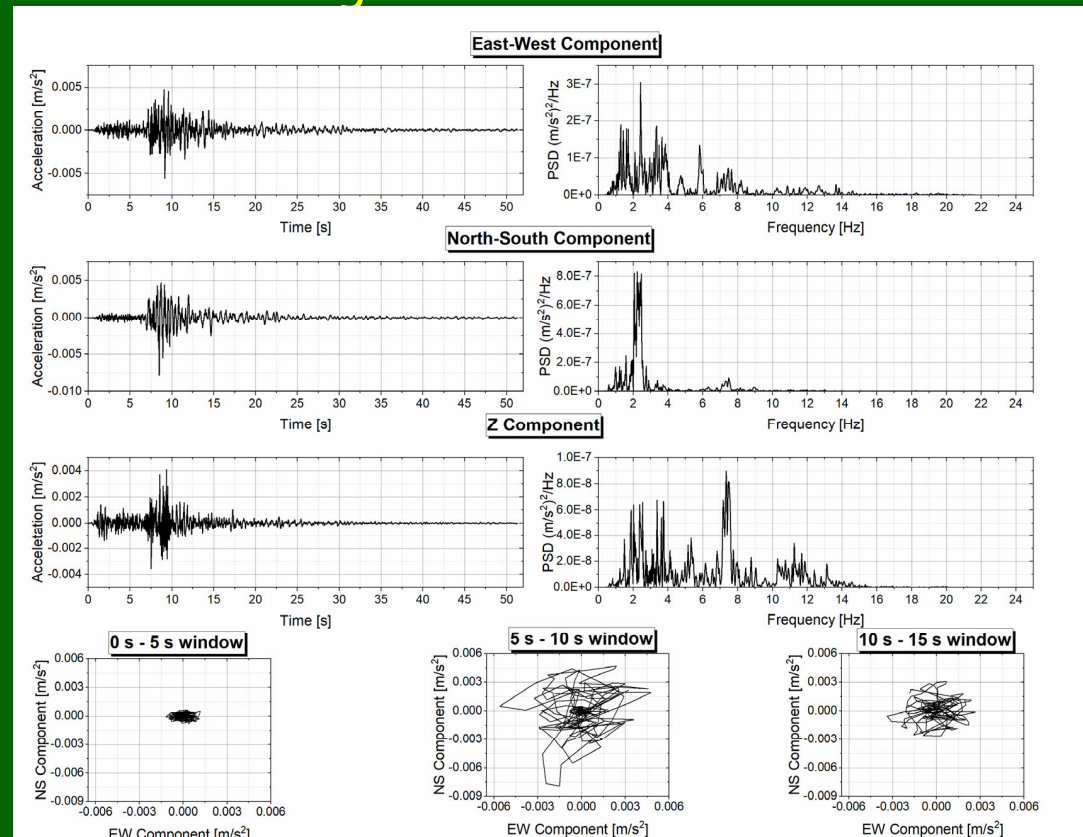 East-West Component
Acceleration [m/s²]
0.005
0.000
-0.005
0 5 10 15 20 25 30 35 40 45 50
Time [s]
PSD (m/s²)²/Hz
3E-7
2E-7
1E-7
0E+0
0 2 4 6 8 10 12 14 16 18 20 22 24
Frequency [Hz]
North-South Component
Acceleration [m/s²]
0.005
0.000
-0.005
-0.010
0 5 10 15 20 25 30 35 40 45 50
Time [s]
PSD (m/s²)²/Hz
8.0E-7
6.0E-7
4.0E-7
2.0E-7
0.0E+0
0 2 4 6 8 10 12 14 16 18 20 22 24
Frequency [Hz]
Z Component
Acceletetion [m/s²]
0.004
0.002
0.000
-0.002
-0.004
0 5 10 15 20 25 30 35 40 45 50
Time [s]
PSD (m/s²)²/Hz
1.0E-7
8.0E-8
6.0E-8
4.0E-8
2.0E-8
0.0E+0
0 2 4 6 8 10 12 14 16 18 20 22 24
Frequency [Hz]
0 s - 5 s window
NS Component [m/s²]
0.006
0.003
0.000
-0.003
-0.006
-0.009
-0.006 -0.003 0.000 0.003 0.006
EW Component [m/s²]
5 s - 10 s window
NS Component [m/s²]
0.006
0.003
0.000
-0.003
-0.006
-0.009
-0.006 -0.003 0.000 0.003 0.006
EW Component [m/s²]
10 s - 15 s window
NS Component [m/s²]
0.006
0.003
0.000
-0.003
-0.006
-0.009
-0.006 -0.003 0.000 0.003 0.006
EW Component [m/s²]